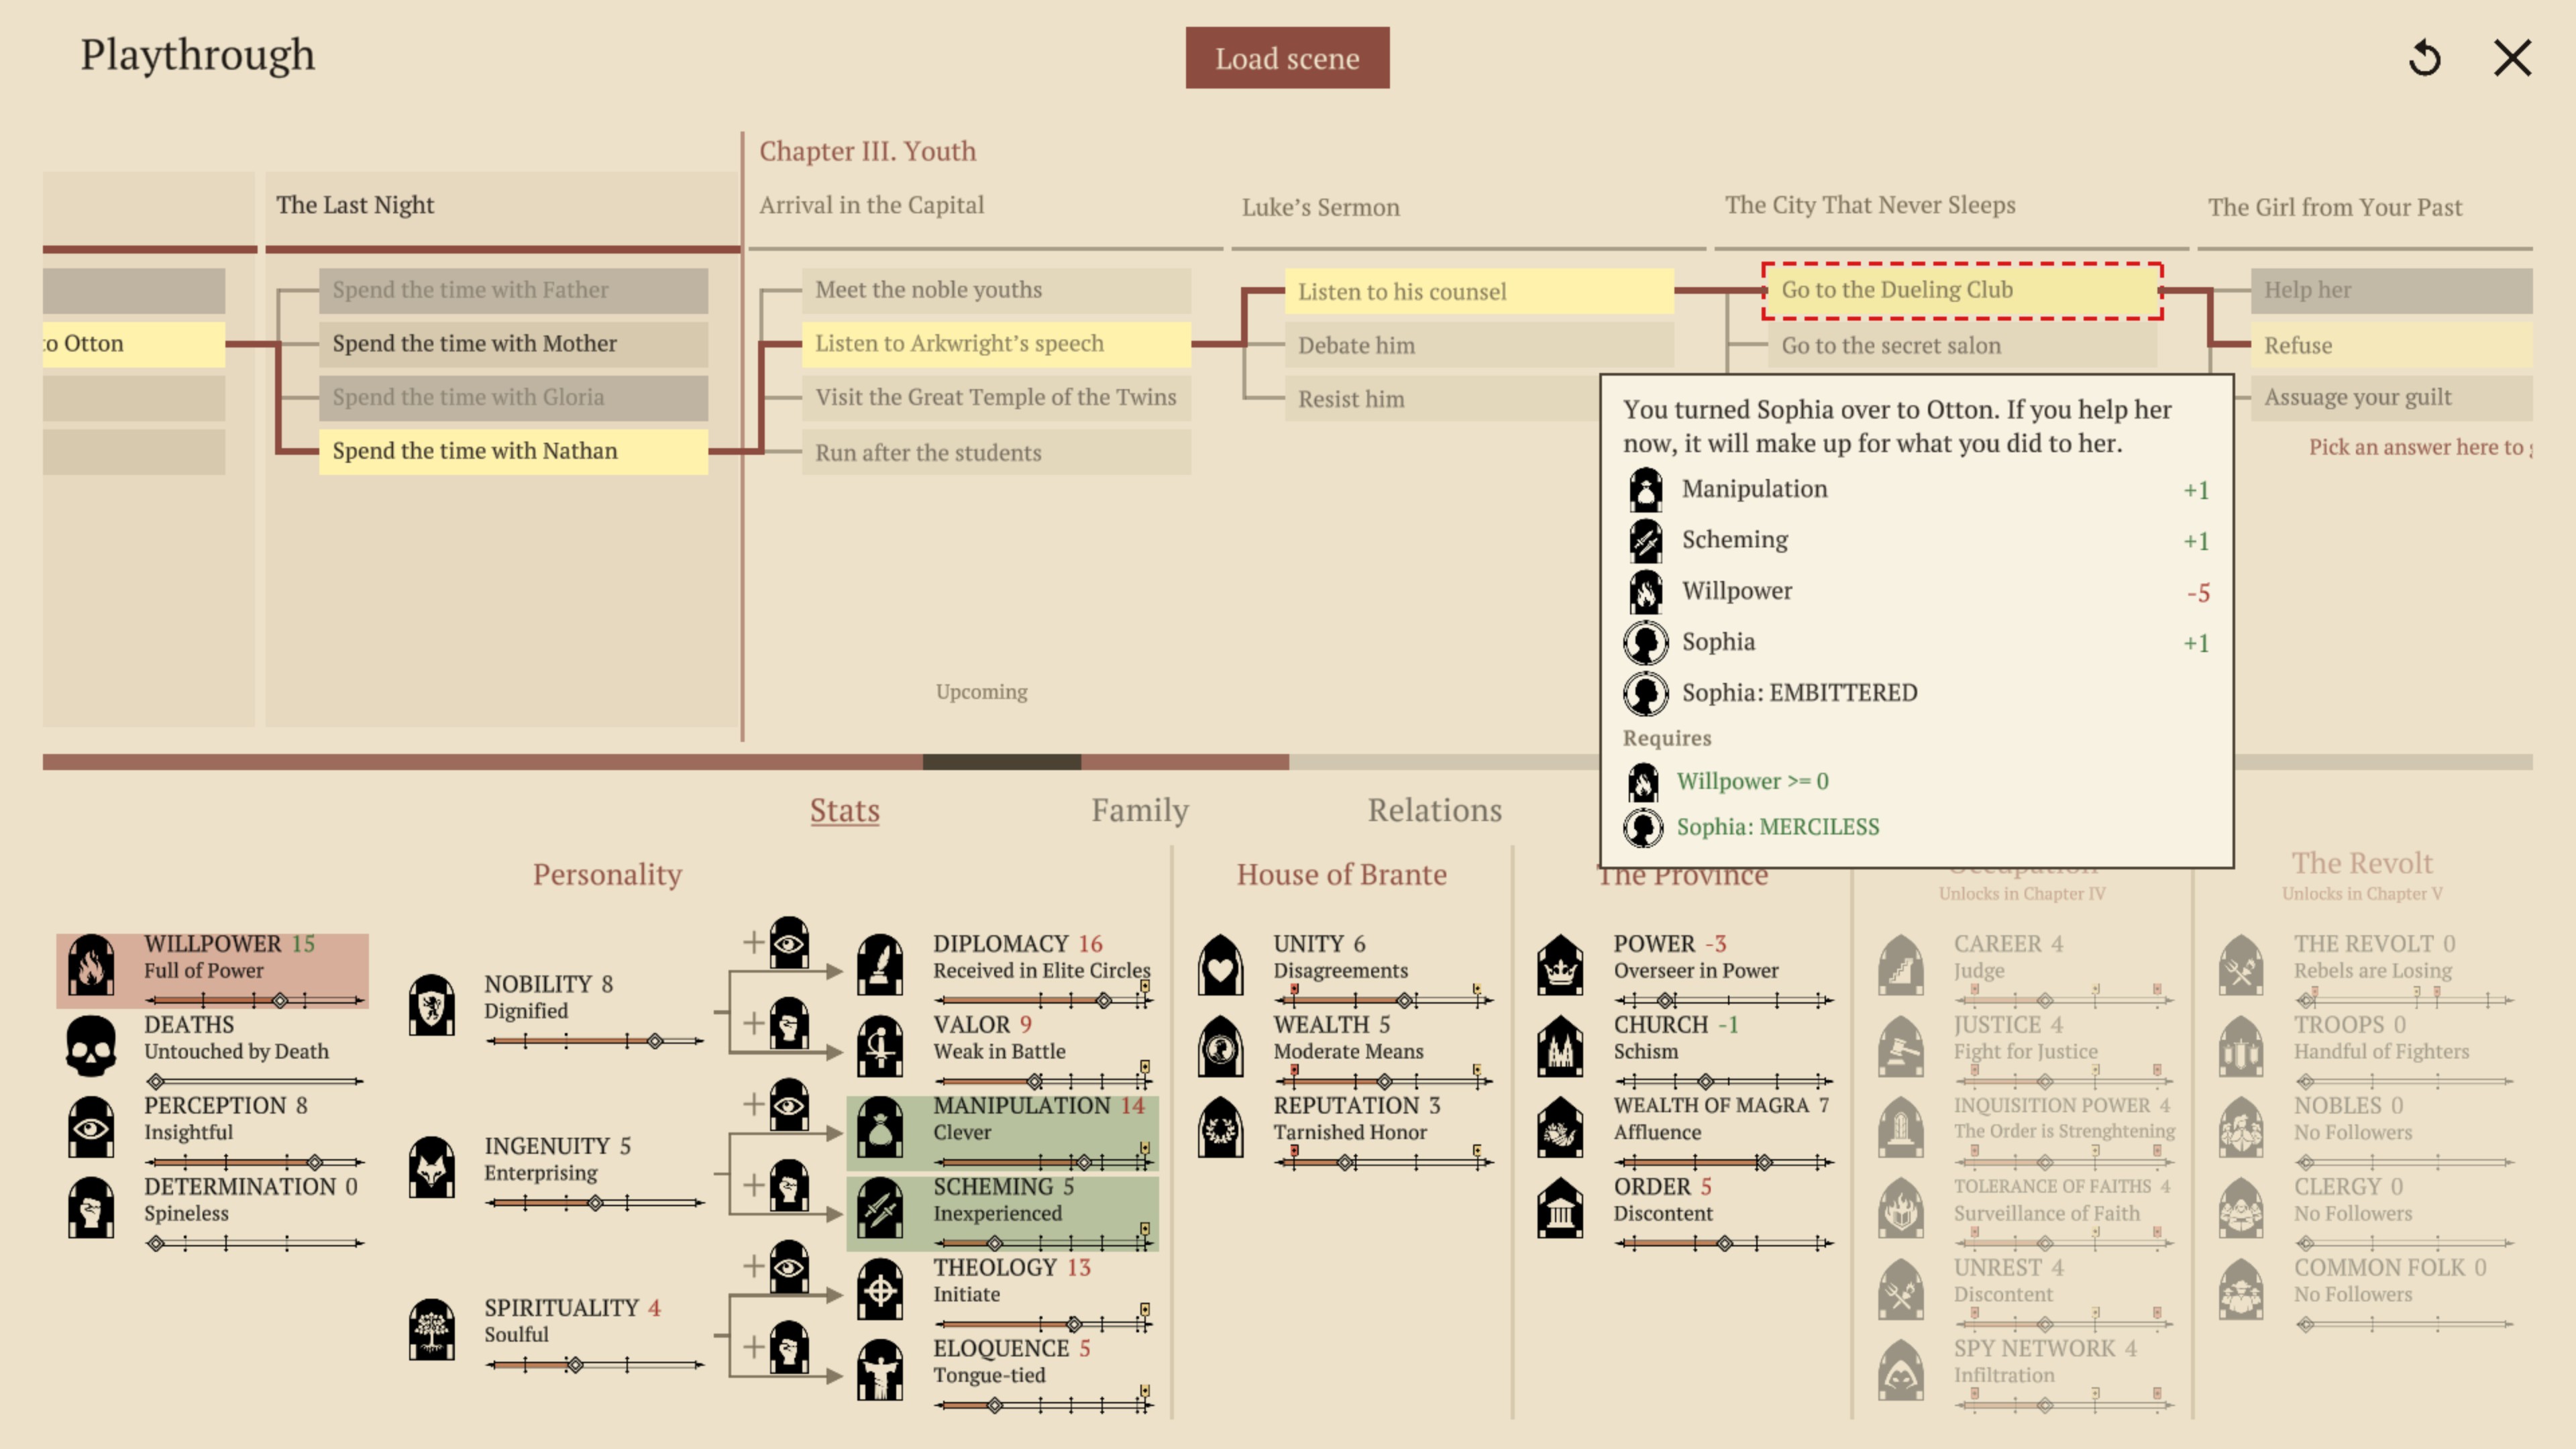 Playthrough
Load scene
Chapter III. Youth
The Last Night
Arrival in the Capital
Luke's Sermon
The City That Never Sleeps
The Girl from Your Past
to Otton
Spend the time with Father
Spend the time with Mother
Spend the time with Gloria
Spend the time with Nathan
Meet the noble youths
Listen to Arkwright's speech
Visit the Great Temple of the Twins
Run after the students
Upcoming
Listen to his counsel
Debate him
Resist him
Go to the Dueling Club
Go to the secret salon
Help her
Refuse
Assuage your guilt
Pick an answer here to
You turned Sophia over to Otton. If you help her
now, it will make up for what you did to her.
Manipulation +1
Scheming +1
Willpower -5
Sophia +1
Sophia: EMBITTERED
Requires
Willpower >= 0
Sophia: MERCILESS
Stats
Family
Relations
Personality
WILLPOWER 15
Full of Power
DEATHS
Untouched by Death
PERCEPTION 8
Insightful
DETERMINATION 0
Spineless
NOBILITY 8
Dignified
INGENUITY 5
Enterprising
SPIRITUALITY 4
Soulful
DIPLOMACY 16
Received in Elite Circles
VALOR 9
Weak in Battle
MANIPULATION 14
Clever
SCHEMING 5
Inexperienced
THEOLOGY 13
Initiate
ELOQUENCE 5
Tongue-tied
House of Brante
UNITY 6
Disagreements
WEALTH 5
Moderate Means
REPUTATION 3
Tarnished Honor
The Province
POWER -3
Overseer in Power
CHURCH -1
Schism
WEALTH OF MAGRA 7
Affluence
ORDER 5
Discontent
Occupation
Unlocks in Chapter IV
CAREER 4
Judge
JUSTICE 4
Fight for Justice
INQUISITION POWER 4
The Order is Strenghtening
TOLERANCE OF FAITHS 4
Surveillance of Faith
UNREST 4
Discontent
SPY NETWORK 4
Infiltration
The Revolt
Unlocks in Chapter V
THE REVOLT 0
Rebels are Losing
TROOPS 0
Handful of Fighters
NOBLES 0
No Followers
CLERGY 0
No Followers
COMMON FOLK 0
No Followers